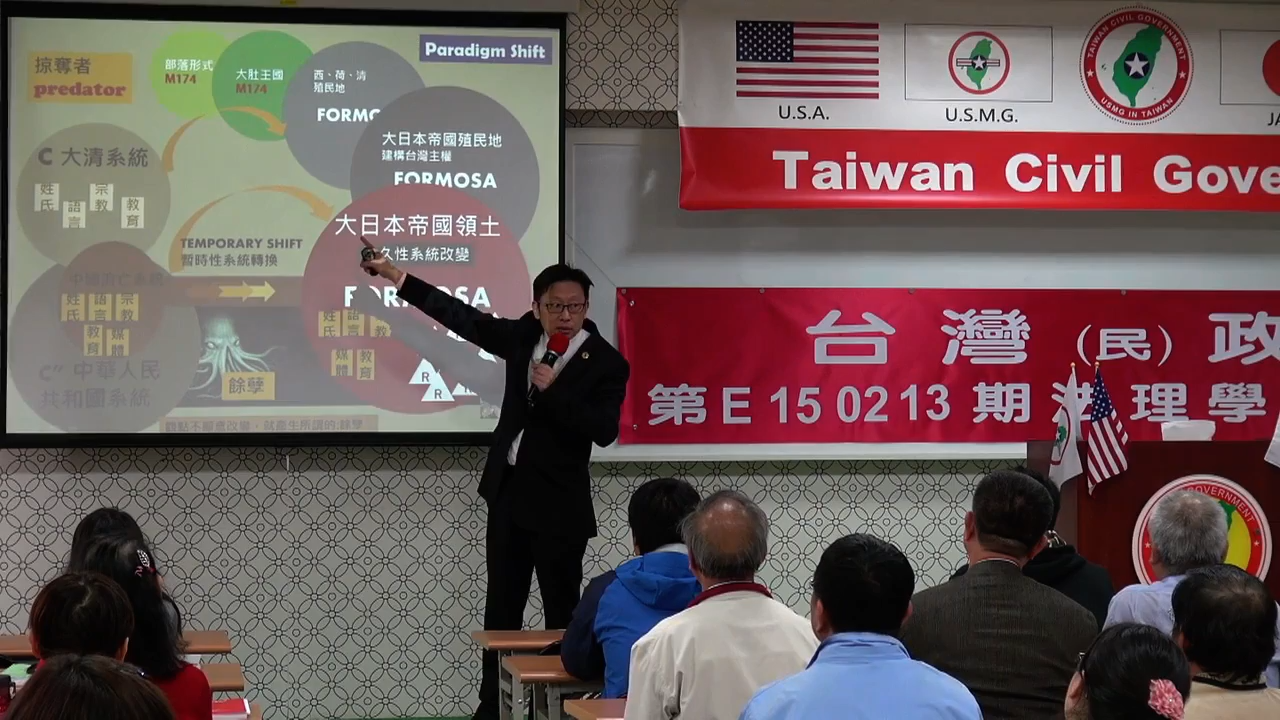 Paradigm Shift
掠奪者
predator
部落形式
M174
大肚王國
M174
西、荷、清
殖民地
FORMO
大日本帝國殖民地
建構台灣主權
FORMOSA
C 大清系統
姓氏
語言
宗教
教育
大日本帝國領土
久性系統改變
FORMOSA
TEMPORARY SHIFT
暫時性系統轉換
姓氏
語言
宗教
教育
媒體
C" 中華人民
共和國系統
餘孽
姓氏
媒體
教育
R
R
U.S.A.
U.S.M.G.
TAIWAN CIVIL GOVERNMENT
USMG IN TAIWAN
JA
Taiwan Civil Gove
台灣(民)政
第E 15 02 13 期 理學